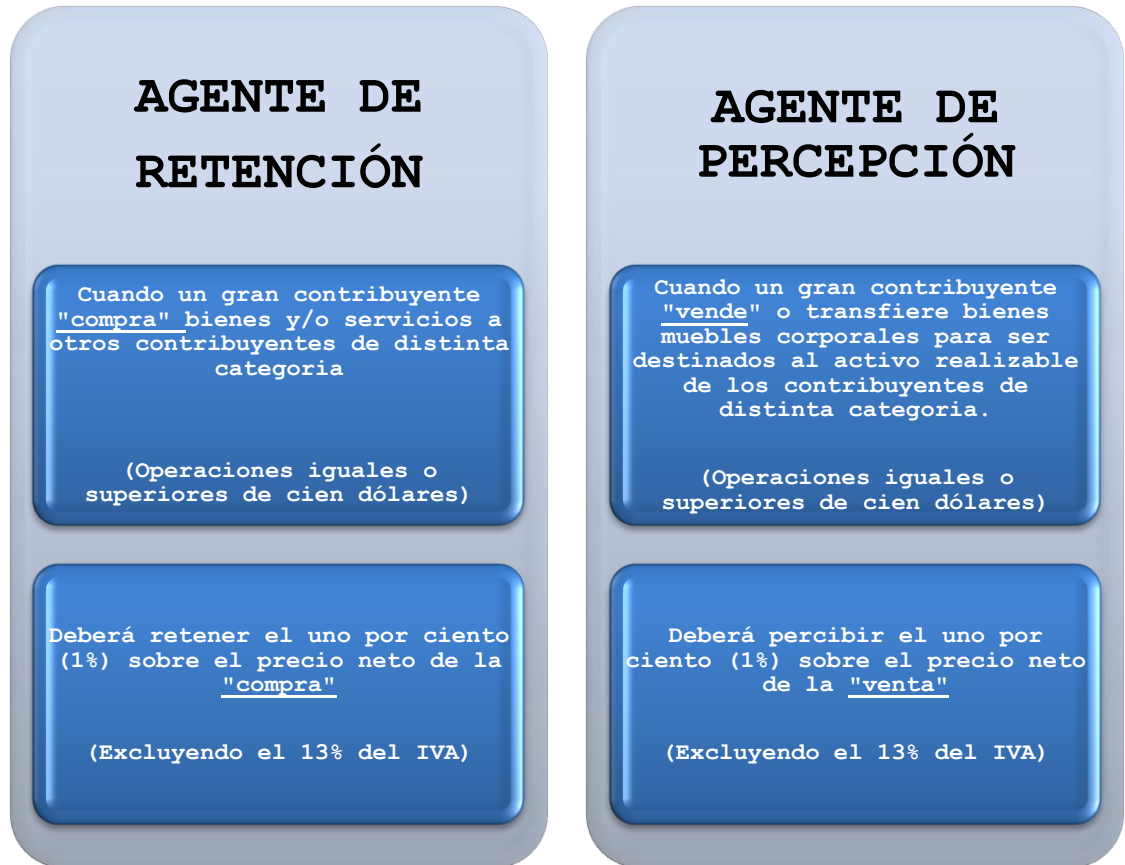 AGENTE DE
RETENCIÓN
Cuando un gran contribuyente
"compra" bienes y/o servicios a
otros contribuyentes de distinta
categoria
(Operaciones iguales o
superiores de cien dólares)
Deberá retener el uno por ciento
(1%) sobre el precio neto de la
"compra"
(Excluyendo el 13% del IVA)
AGENTE DE
PERCEPCIÓN
Cuando un gran contribuyente
"vende" o transfiere bienes
muebles corporales para ser
destinados al activo realizable
de los contribuyentes de
distinta categoria.
(Operaciones iguales o
superiores de cien dólares)
Deberá percibir el uno por
ciento (1%) sobre el precio neto
de la "venta"
(Excluyendo el 13% del IVA)